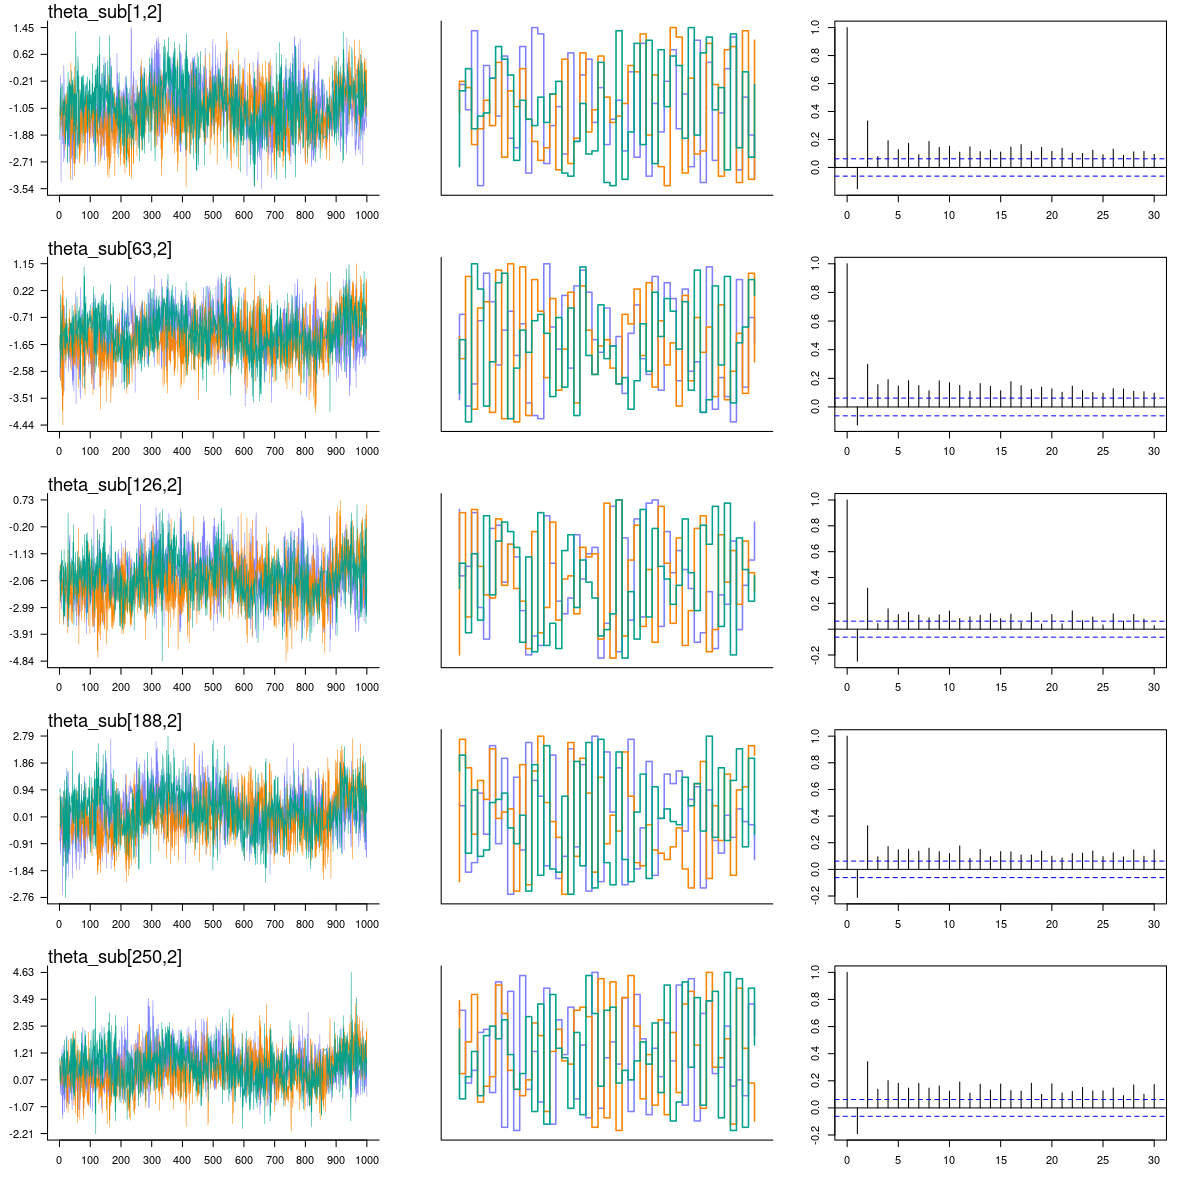 theta_sub[1,2]
1.45
0.62
-0.21
-1.05
-1.88
-2.71
-3.54
0 100 200 300 400 500 600 700 800 900 1000
0.0 0.2 0.4 0.6 0.8 1.0
0 5 10 15 20 25 30
theta_sub[63,2]
1.15
0.22
-0.71
-1.65
-2.58
-3.51
-4.44
0 100 200 300 400 500 600 700 800 900 1000
0.0 0.2 0.4 0.6 0.8 1.0
0 5 10 15 20 25 30
theta_sub[126,2]
0.73
-0.20
-1.13
-2.06
-2.99
-3.91
-4.84
0 100 200 300 400 500 600 700 800 900 1000
-0.2 0.2 0.4 0.6 0.8 1.0
0 5 10 15 20 25 30
theta_sub[188,2]
2.79
1.86
0.94
0.01
-0.91
-1.84
-2.76
0 100 200 300 400 500 600 700 800 900 1000
-0.2 0.0 0.2 0.4 0.6 0.8 1.0
0 5 10 15 20 25 30
theta_sub[250,2]
4.63
3.49
2.35
1.21
0.07
-1.07
-2.21
0 100 200 300 400 500 600 700 800 900 1000
-0.2 0.0 0.2 0.4 0.6 0.8 1.0
0 5 10 15 20 25 30